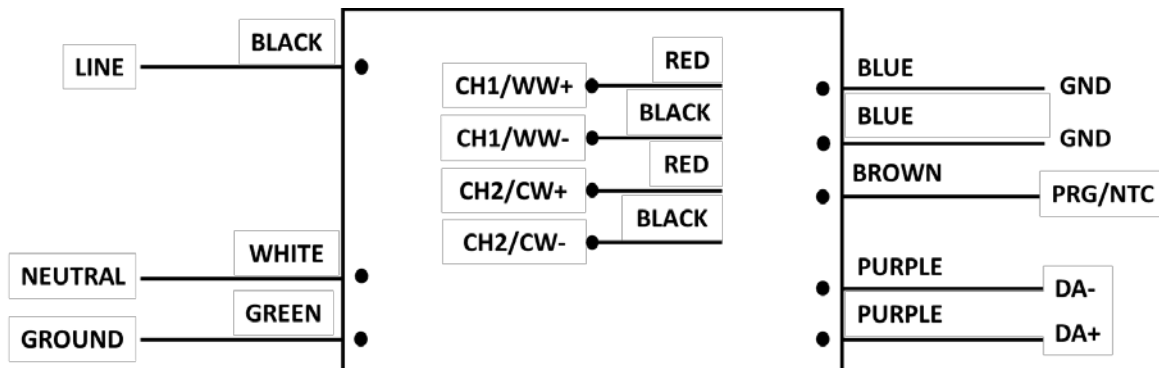 LINE BLACK
NEUTRAL WHITE
GROUND GREEN
CH1/WW+ RED
CH1/WW- BLACK
CH2/CW+ RED
CH2/CW- BLACK
BLUE GND
BLUE GND
BROWN PRG/NTC
PURPLE DA-
PURPLE DA+